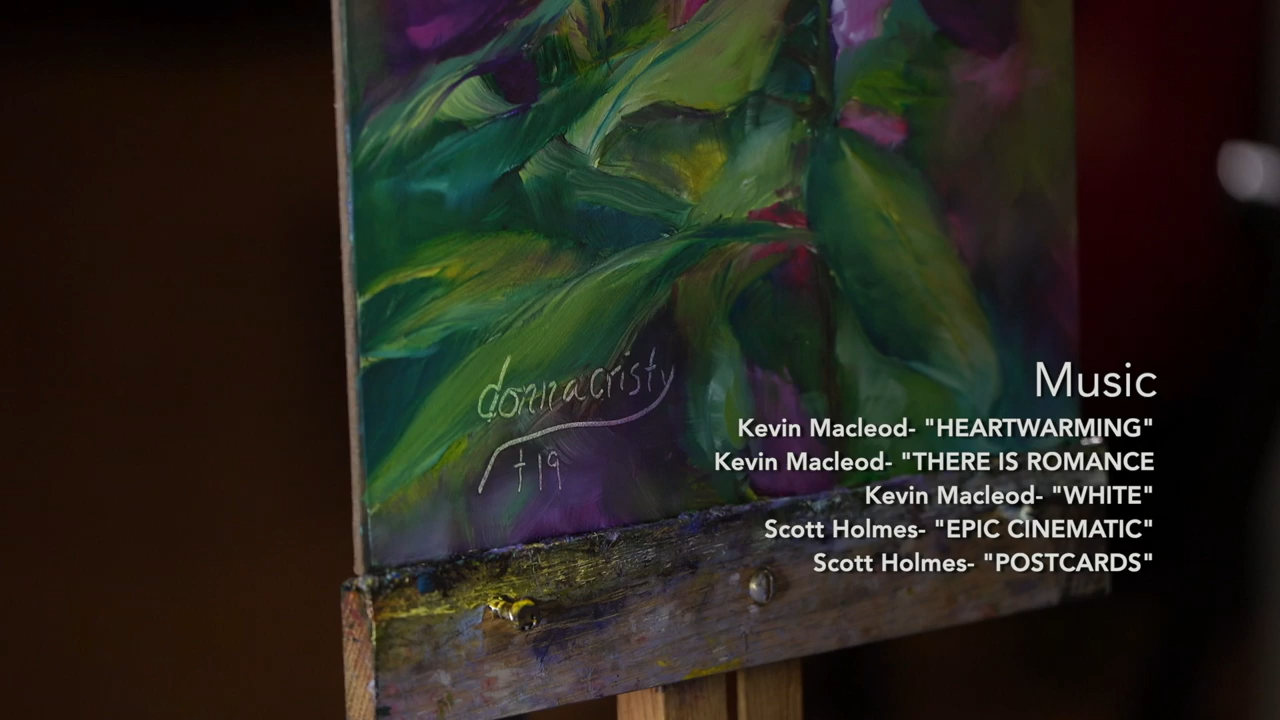 donnacristy
t19
Music
Kevin Macleod- "HEARTWARMING"
Kevin Macleod- "THERE IS ROMANCE
Kevin Macleod- "WHITE"
Scott Holmes- "EPIC CINEMATIC"
Scott Holmes- "POSTCARDS"